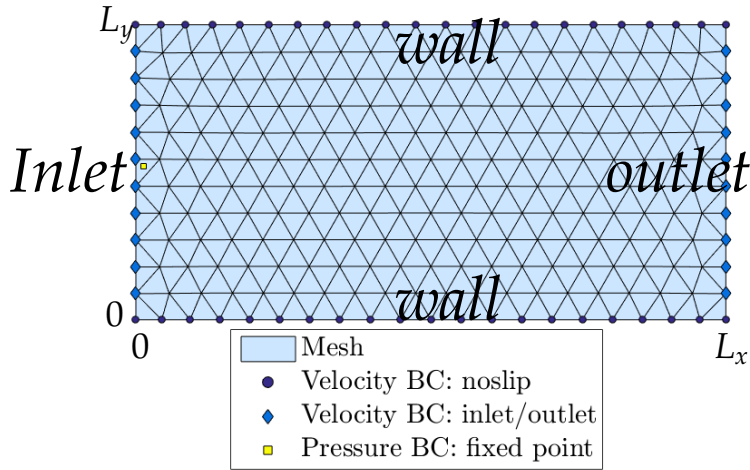 L_y
wall
Inlet
outlet
wall
0
0
L_x
Mesh
Velocity BC: noslip
Velocity BC: inlet/outlet
Pressure BC: fixed point